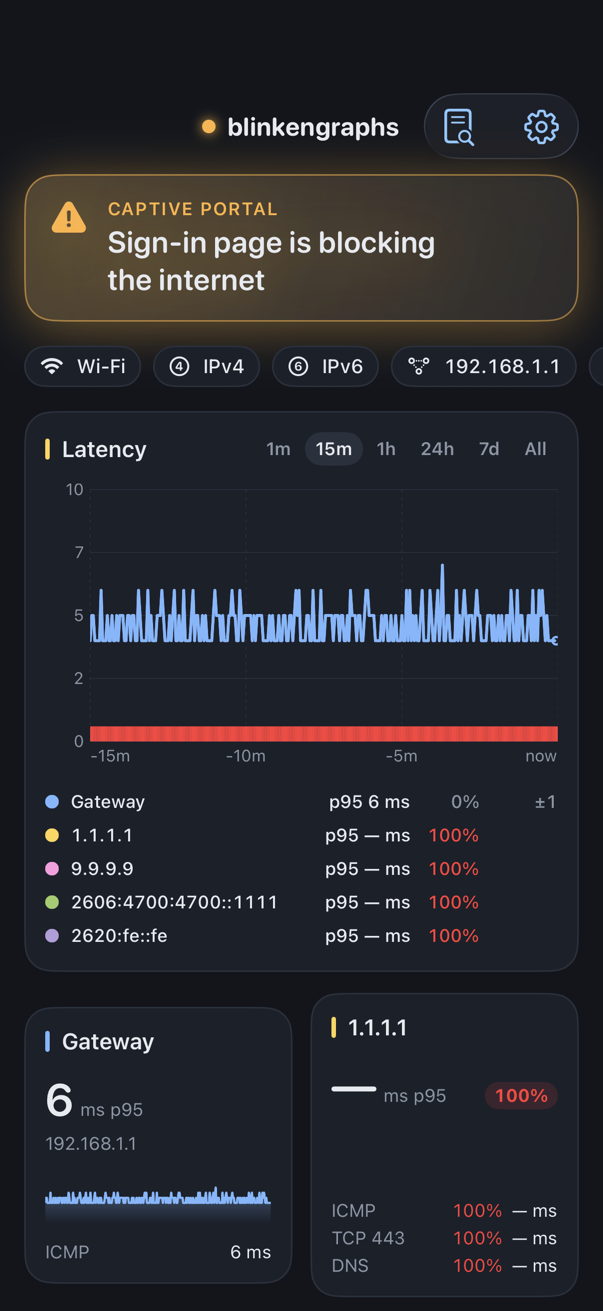 blinkengraphs
CAPTIVE PORTAL
Sign-in page is blocking
the internet
Wi-Fi
4 IPv4
6 IPv6
192.168.1.1
Latency
1m 15m 1h 24h 7d All
10
7
5
2
0
-15m -10m -5m now
Gateway p95 6 ms 0% ±1
1.1.1.1 p95 — ms 100%
9.9.9.9 p95 — ms 100%
2606:4700:4700::1111 p95 — ms 100%
2620:fe::fe p95 — ms 100%
Gateway
6 ms p95
192.168.1.1
ICMP 6 ms
1.1.1.1
— ms p95 100%
ICMP 100% — ms
TCP 443 100% — ms
DNS 100% — ms